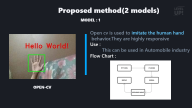 Proposed method(2 models)
MODEL : 1
Hello World!
Open cv is used to imitate the human hand
behavior.They are highly responsive
Use :
This can be used in Automobile industry
Flow Chart :
OPEN-CV